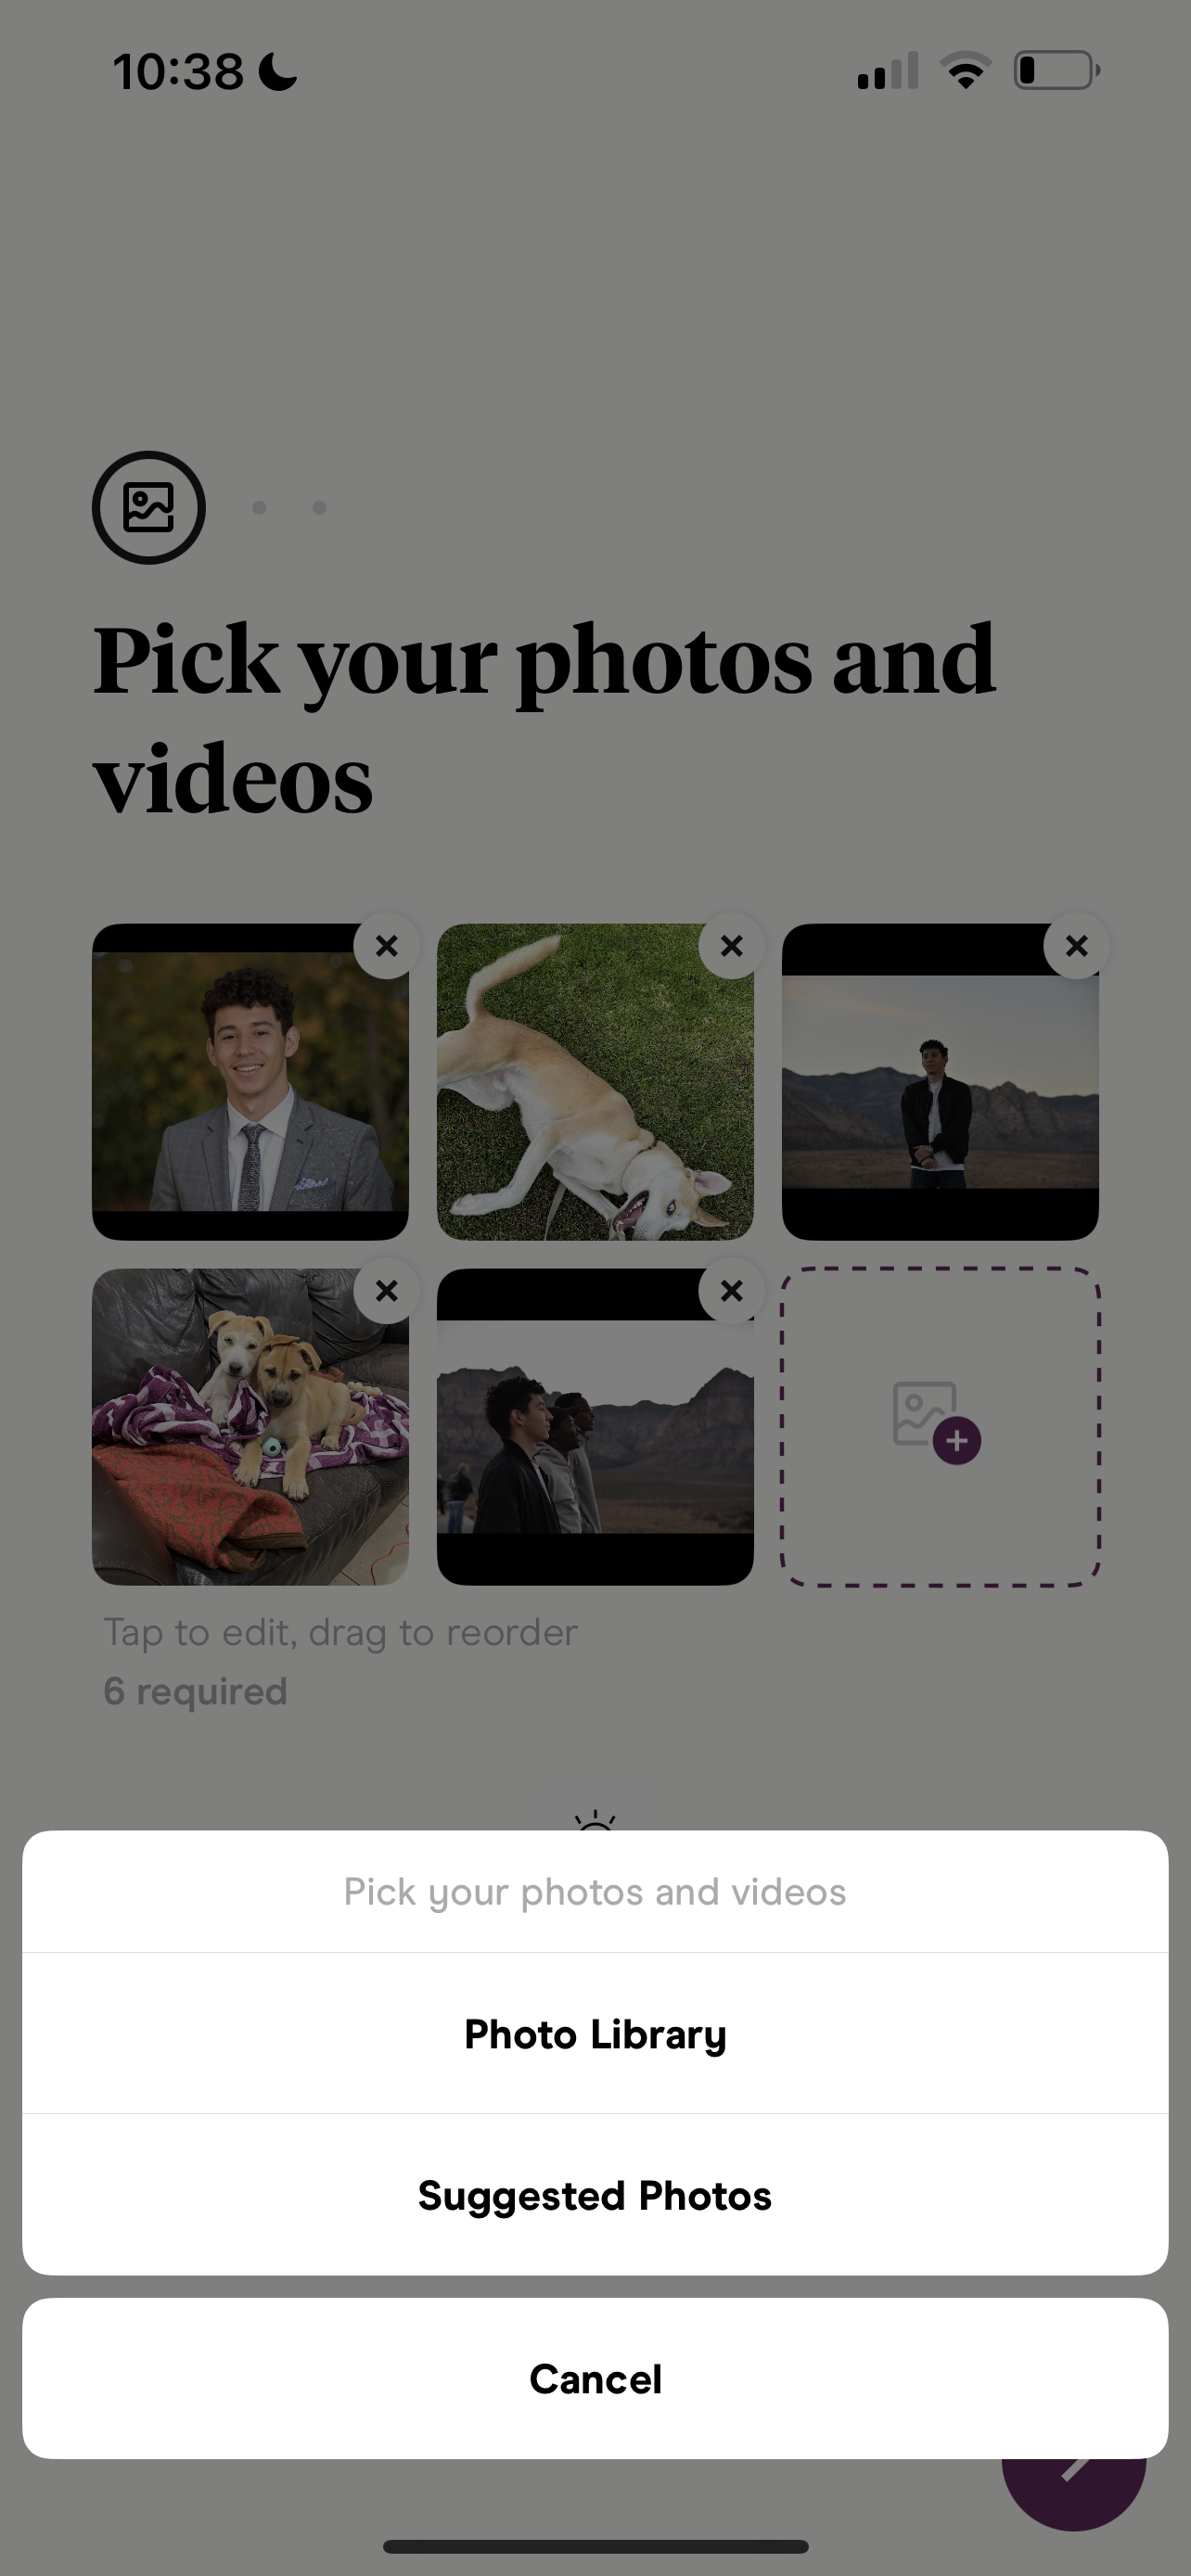 10:38
Pick your photos and
videos
Tap to edit, drag to reorder
6 required
Pick your photos and videos
Photo Library
Suggested Photos
Cancel